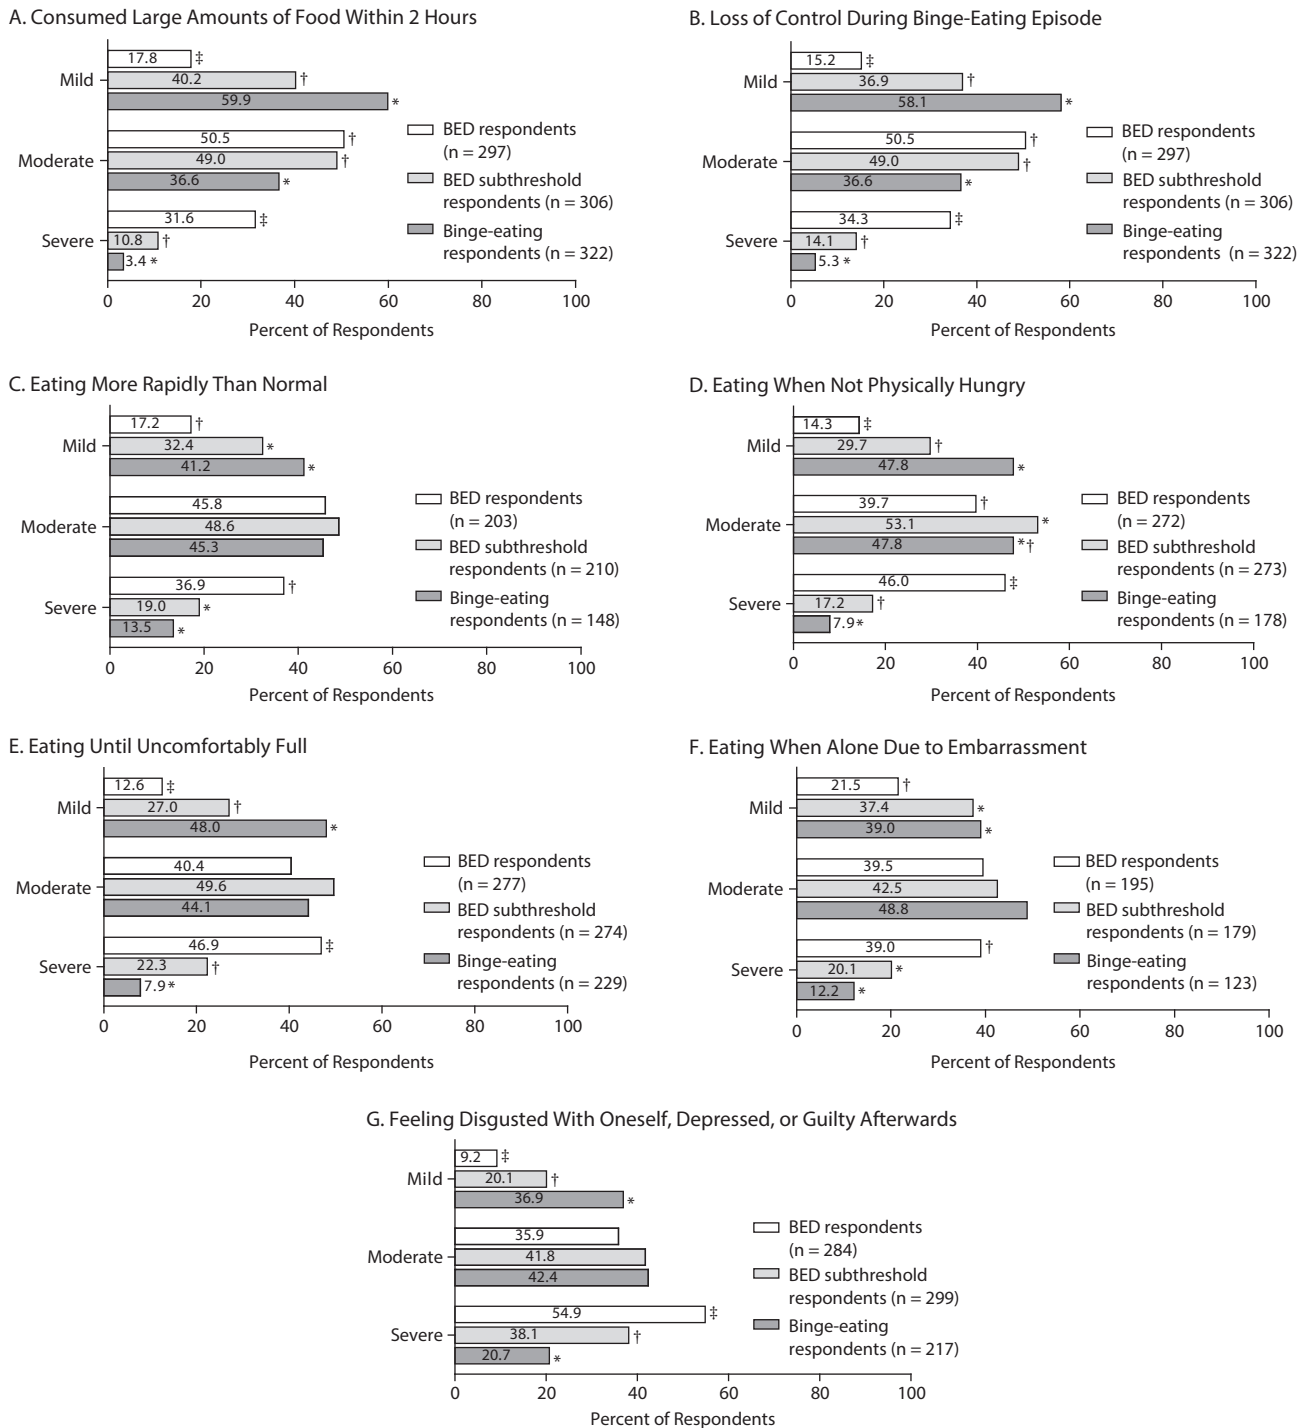 A. Consumed Large Amounts of Food Within 2 Hours
Mild
17.8 ‡
40.2 †
59.9 *
Moderate
50.5 †
49.0 †
36.6 *
Severe
31.6 ‡
10.8 †
3.4 *
BED respondents
(n = 297)
BED subthreshold
respondents (n = 306)
Binge-eating
respondents (n = 322)
0 20 40 60 80 100
Percent of Respondents
B. Loss of Control During Binge-Eating Episode
Mild
15.2 ‡
36.9 †
58.1 *
Moderate
50.5 †
49.0 †
36.6 *
Severe
34.3 ‡
14.1 †
5.3 *
BED respondents
(n = 297)
BED subthreshold
respondents (n = 306)
Binge-eating
respondents (n = 322)
0 20 40 60 80 100
Percent of Respondents
C. Eating More Rapidly Than Normal
Mild
17.2 †
32.4 *
41.2 *
Moderate
45.8
48.6
45.3
Severe
36.9 †
19.0 *
13.5 *
BED respondents
(n = 203)
BED subthreshold
respondents (n = 210)
Binge-eating
respondents (n = 148)
0 20 40 60 80 100
Percent of Respondents
D. Eating When Not Physically Hungry
Mild
14.3 ‡
29.7 †
47.8 *
Moderate
39.7 †
53.1 *
47.8 *†
Severe
46.0 ‡
17.2 †
7.9*
BED respondents
(n = 272)
BED subthreshold
respondents (n = 273)
Binge-eating
respondents (n = 178)
0 20 40 60 80 100
Percent of Respondents
E. Eating Until Uncomfortably Full
Mild
12.6 ‡
27.0 †
48.0 *
Moderate
40.4
49.6
44.1
Severe
46.9 ‡
22.3 †
7.9*
BED respondents
(n = 277)
BED subthreshold
respondents (n = 274)
Binge-eating
respondents (n = 229)
0 20 40 60 80 100
Percent of Respondents
F. Eating When Alone Due to Embarrassment
Mild
21.5 †
37.4 *
39.0 *
Moderate
39.5
42.5
48.8
Severe
39.0 †
20.1 *
12.2 *
BED respondents
(n = 195)
BED subthreshold
respondents (n = 179)
Binge-eating
respondents (n = 123)
0 20 40 60 80 100
Percent of Respondents
G. Feeling Disgusted With Oneself, Depressed, or Guilty Afterwards
Mild
9.2 ‡
20.1 †
36.9 *
Moderate
35.9
41.8
42.4
Severe
54.9 ‡
38.1 †
20.7 *
BED respondents
(n = 284)
BED subthreshold
respondents (n = 299)
Binge-eating
respondents (n = 217)
0 20 40 60 80 100
Percent of Respondents